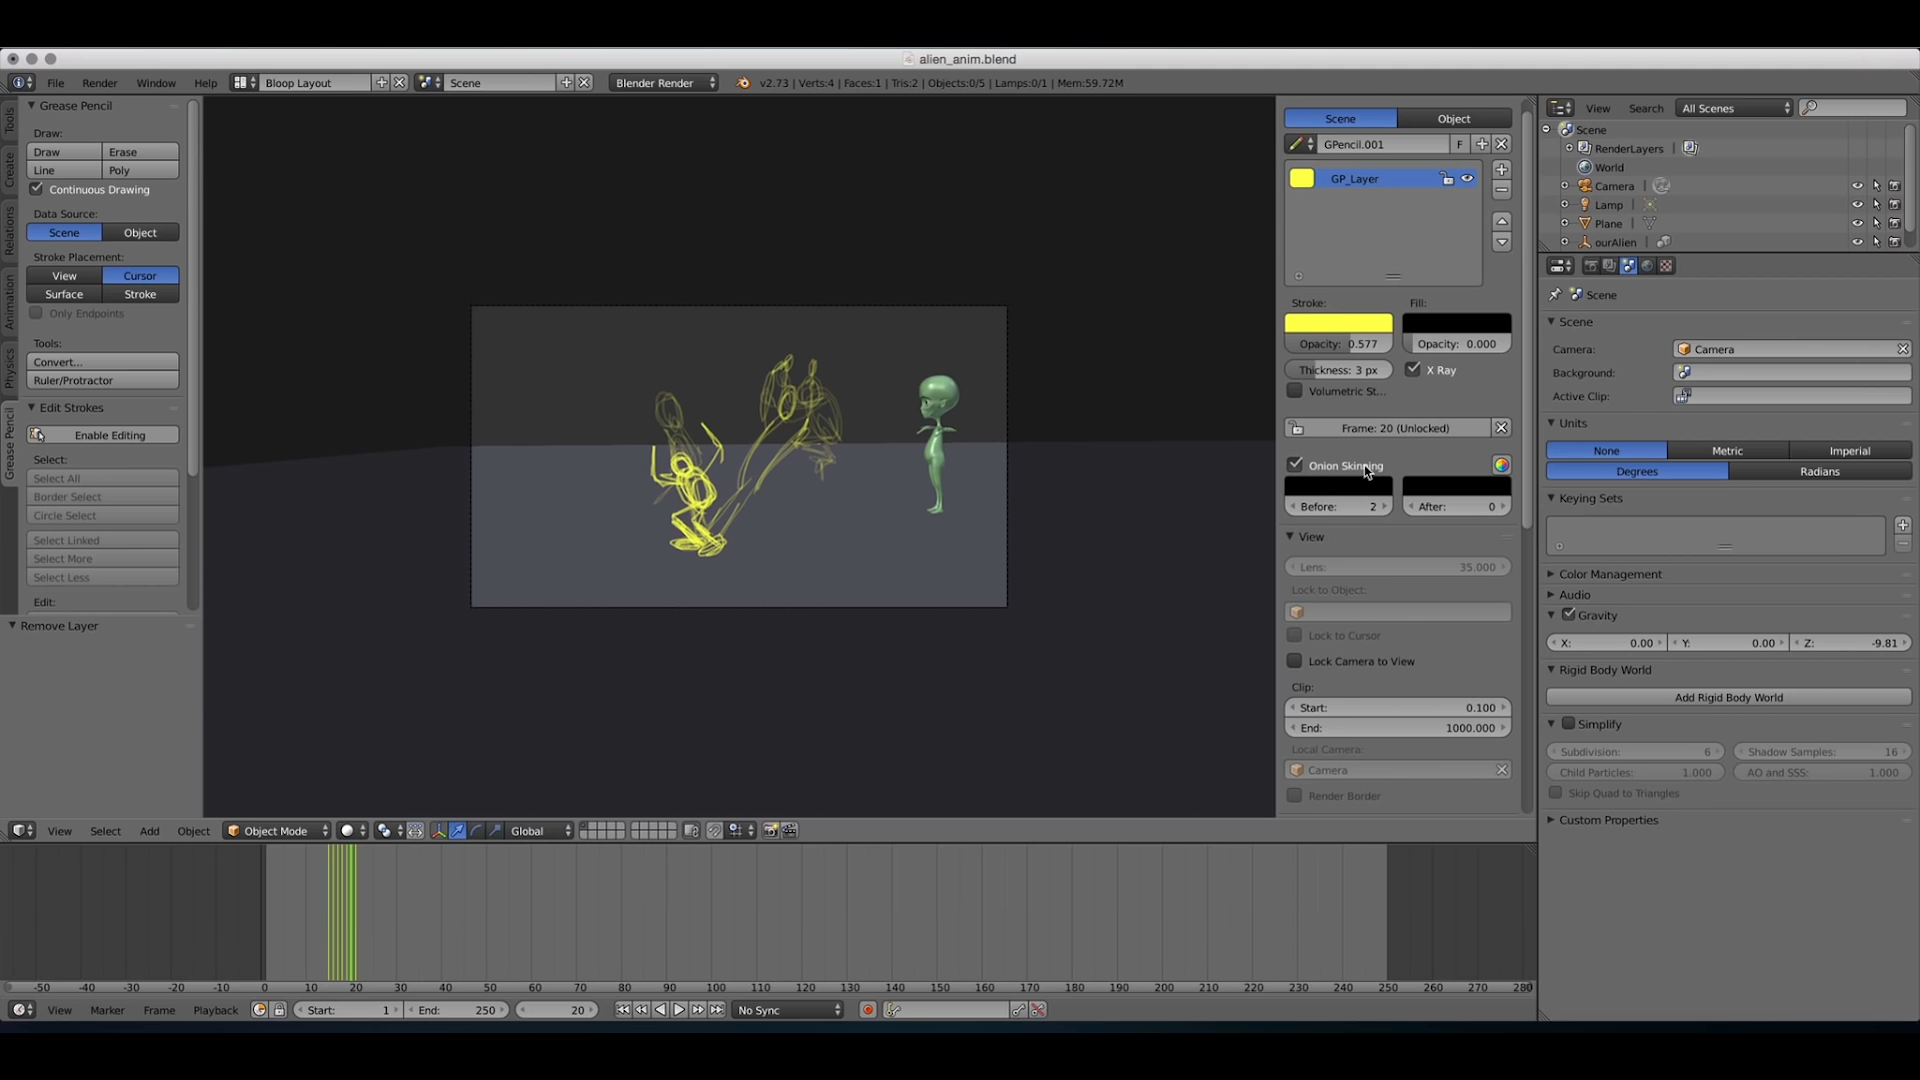 alien_anim.blend
File Render Window Help Bloop Layout Scene Blender Render v2.73 | Verts:4 | Faces:1 | Tris:2 | Objects:0/5 | Lamps:0/1 | Mem:59.72M
Tools
Create
Relations
Animation
Physics
Grease Pencil
Grease Pencil
Draw:
Draw Erase
Line Poly
Continuous Drawing
Data Source:
Scene Object
Stroke Placement:
View Cursor
Surface Stroke
Only Endpoints
Tools:
Convert...
Ruler/Protractor
Edit Strokes
Enable Editing
Select:
Select All
Border Select
Circle Select
Select Linked
Select More
Select Less
Edit:
Remove Layer
Scene Object
GPencil.001 F
GP_Layer
Stroke: Fill:
Opacity: 0.577 Opacity: 0.000
Thickness: 3 px X Ray
Volumetric St...
Frame: 20 (Unlocked)
Onion Skinning
Before: 2 After: 0
View
Lens: 35.000
Lock to Object:
Lock to Cursor
Lock Camera to View
Clip:
Start: 0.100
End: 1000.000
Local Camera:
Camera
Render Border
View Search All Scenes
Scene
RenderLayers
World
Camera
Lamp
Plane
ourAlien
Scene
Scene
Camera: Camera
Background:
Active Clip:
Units
None Metric Imperial
Degrees Radians
Keying Sets
Color Management
Audio
Gravity
X: 0.00 Y: 0.00 Z: -9.81
Rigid Body World
Add Rigid Body World
Simplify
Subdivision: 6 Shadow Samples: 16
Child Particles: 1.000 AO and SSS: 1.000
Skip Quad to Triangles
Custom Properties
View Select Add Object Object Mode Global
-50 -40 -30 -20 -10 0 10 20 30 40 50 60 70 80 90 100 110 120 130 140 150 160 170 180 190 200 210 220 230 240 250 260 270 280
View Marker Frame Playback Start: 1 End: 250 20 No Sync